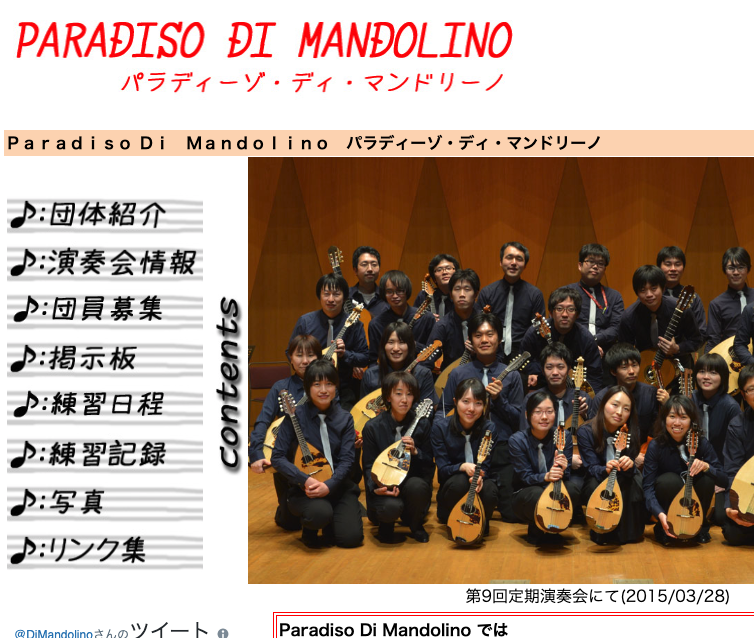 PARADISO DI MANDOLINO
パラディーゾ・ディ・マンドリーノ
Ｐａｒａｄｉｓｏ Ｄｉ　Ｍａｎｄｏｌｉｎｏ　パラディーゾ・ディ・マンドリーノ
♪:団体紹介
♪:演奏会情報
♪:団員募集
♪:掲示板
♪:練習日程
♪:練習記録
♪:写真
♪:リンク集
contents
第9回定期演奏会にて(2015/03/28)
@DiMandolinoさんのツイート
Paradiso Di Mandolino では